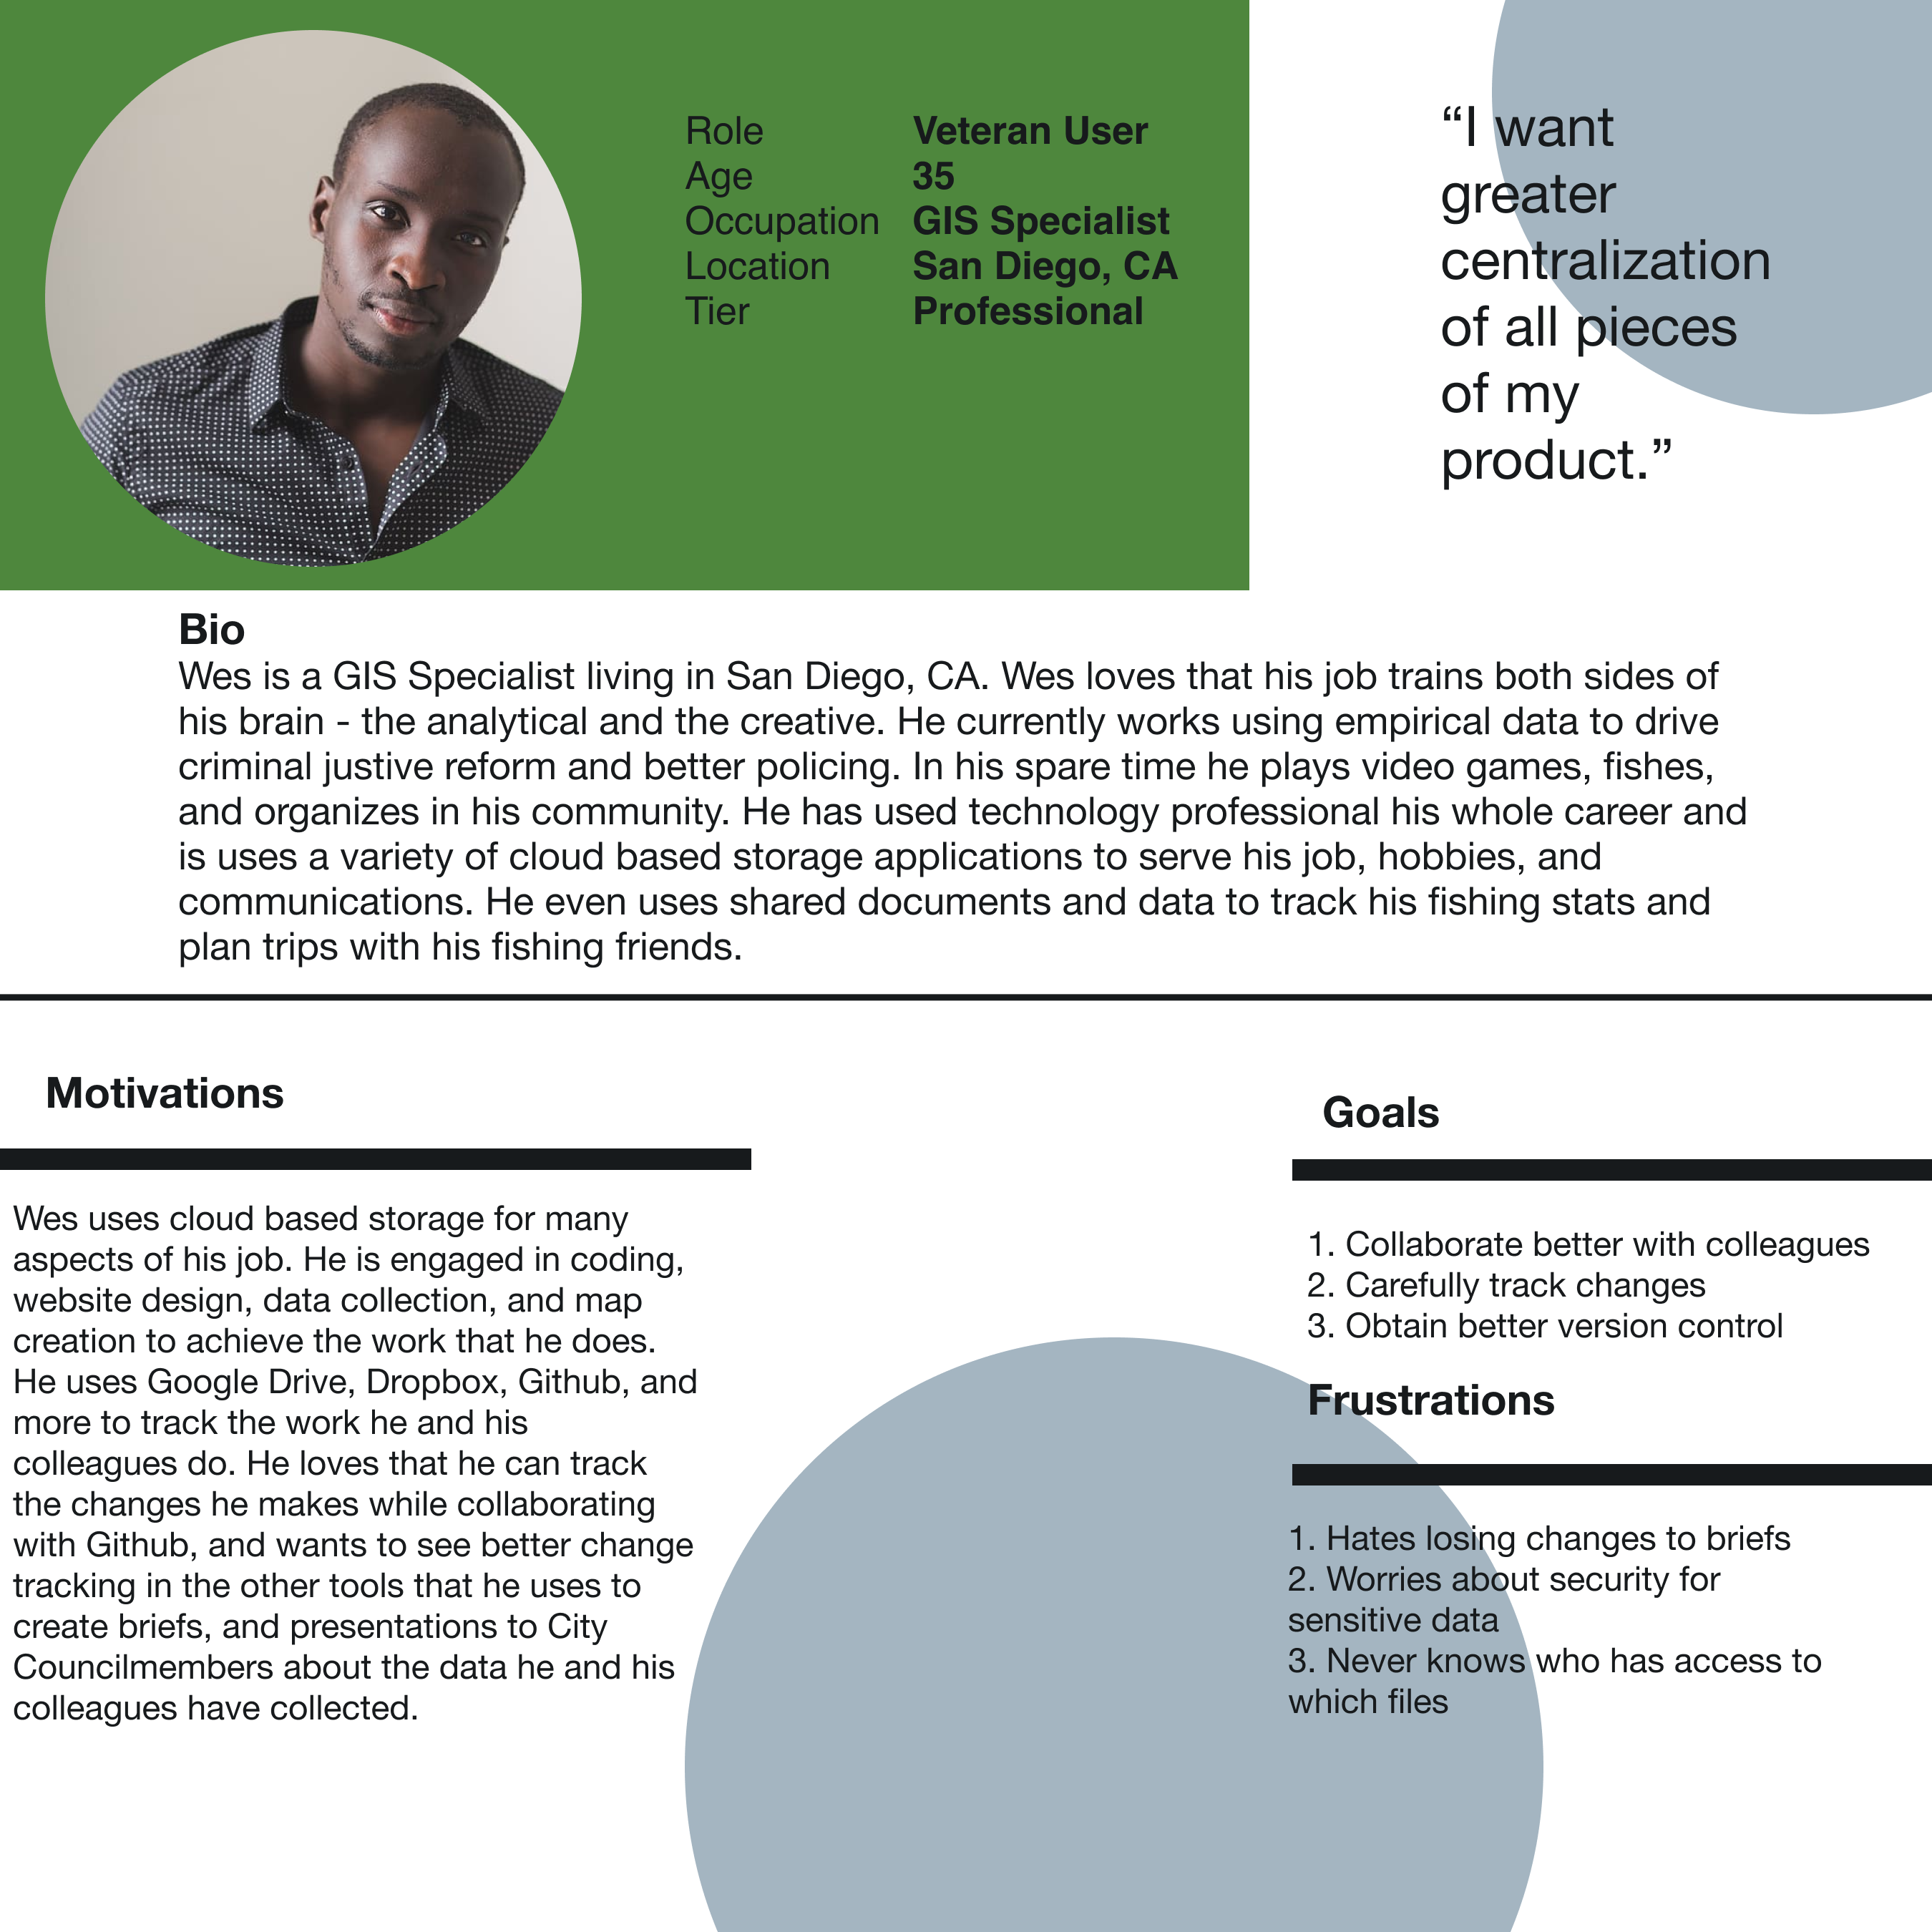 Role Veteran User
Age 35
Occupation GIS Specialist
Location San Diego, CA
Tier Professional
“I want
greater
centralization
of all pieces
of my
product.”
Bio
Wes is a GIS Specialist living in San Diego, CA. Wes loves that his job trains both sides of
his brain - the analytical and the creative. He currently works using empirical data to drive
criminal justive reform and better policing. In his spare time he plays video games, fishes,
and organizes in his community. He has used technology professional his whole career and
is uses a variety of cloud based storage applications to serve his job, hobbies, and
communications. He even uses shared documents and data to track his fishing stats and
plan trips with his fishing friends.
Motivations
Wes uses cloud based storage for many
aspects of his job. He is engaged in coding,
website design, data collection, and map
creation to achieve the work that he does.
He uses Google Drive, Dropbox, Github, and
more to track the work he and his
colleagues do. He loves that he can track
the changes he makes while collaborating
with Github, and wants to see better change
tracking in the other tools that he uses to
create briefs, and presentations to City
Councilmembers about the data he and his
colleagues have collected.
Goals
1. Collaborate better with colleagues
2. Carefully track changes
3. Obtain better version control
Frustrations
1. Hates losing changes to briefs
2. Worries about security for
sensitive data
3. Never knows who has access to
which files